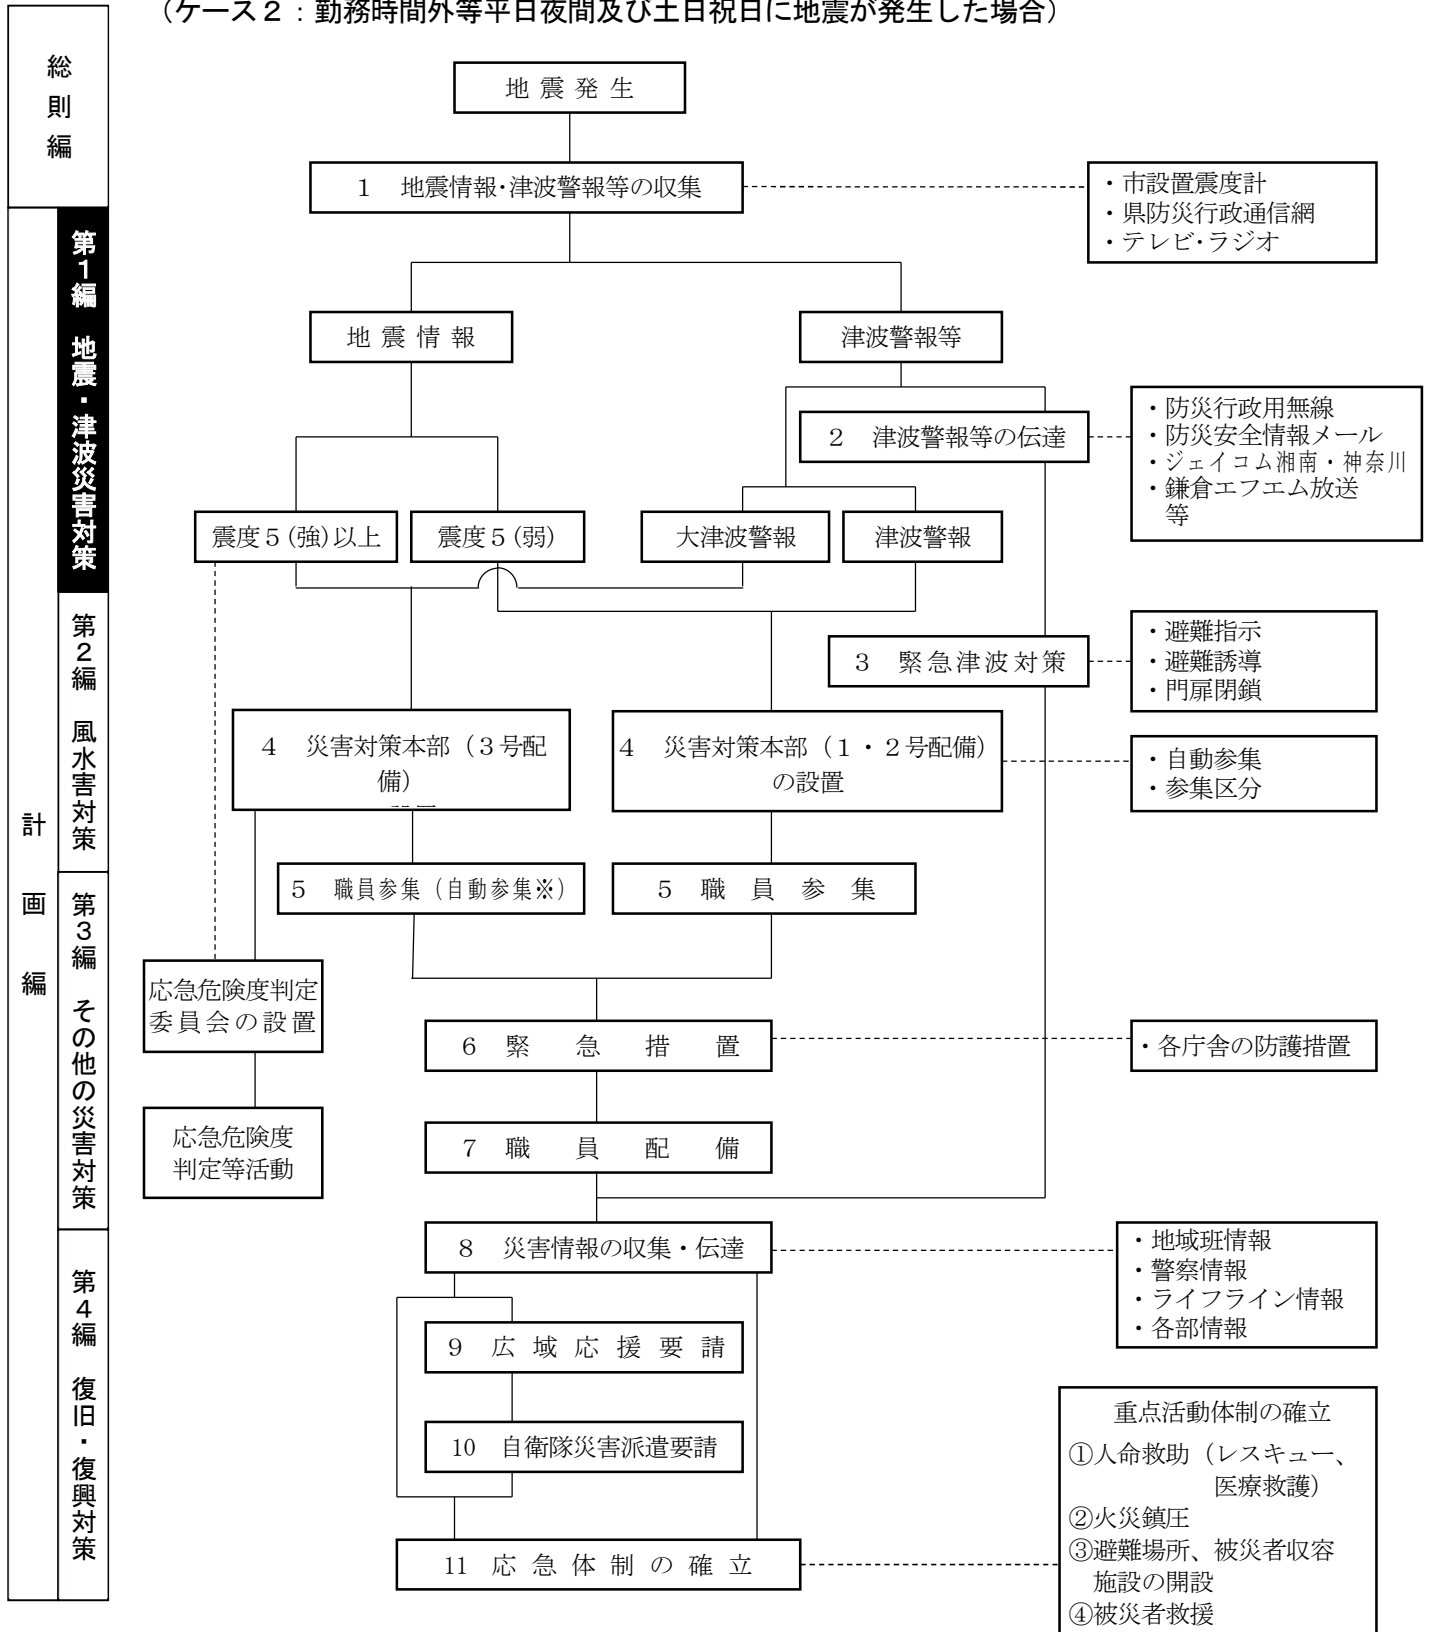 （ケース２：勤務時間外等平日夜間及び土日祝日に地震が発生した場合）
総則編
計画編
第１編　地震・津波災害対策
第２編　風水害対策
第３編　その他の災害対策
第４編　復旧・復興対策
地震発生
１　地震情報・津波警報等の収集
・市設置震度計
・県防災行政通信網
・テレビ・ラジオ
地震情報
津波警報等
２　津波警報等の伝達
・防災行政用無線
・防災安全情報メール
・ジェイコム湘南・神奈川
・鎌倉エフエム放送
等
震度５(強)以上
震度５(弱)
大津波警報
津波警報
３　緊急津波対策
・避難指示
・避難誘導
・門扉閉鎖
４　災害対策本部（３号配
備）
４　災害対策本部（１・２号配備）
の設置
・自動参集
・参集区分
５　職員参集（自動参集※）
５　職員参集
応急危険度判定
委員会の設置
６　緊急措置
・各庁舎の防護措置
応急危険度
判定等活動
７　職員配備
８　災害情報の収集・伝達
・地域班情報
・警察情報
・ライフライン情報
・各部情報
９　広域応援要請
10　自衛隊災害派遣要請
11　応急体制の確立
重点活動体制の確立
①人命救助（レスキュー、
医療救護）
②火災鎮圧
③避難場所、被災者収容
施設の開設
④被災者救援